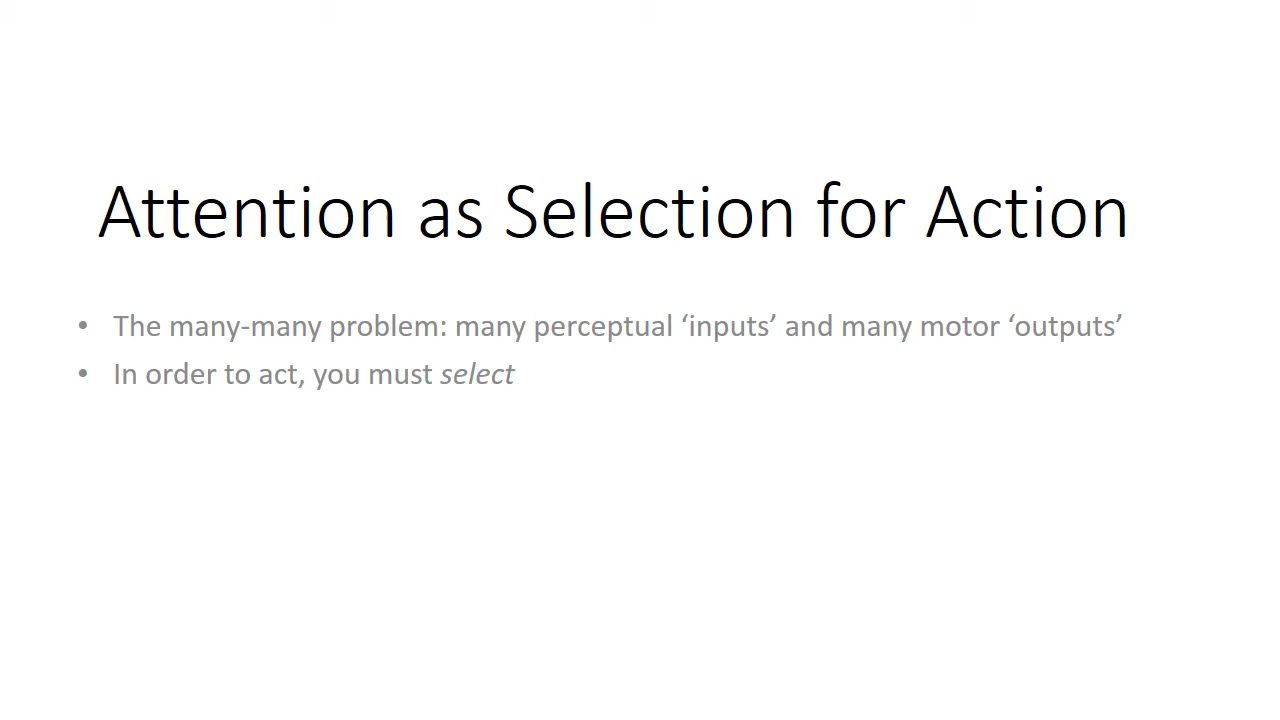 Attention as Selection for Action
• The many-many problem: many perceptual ‘inputs’ and many motor ‘outputs’
• In order to act, you must select